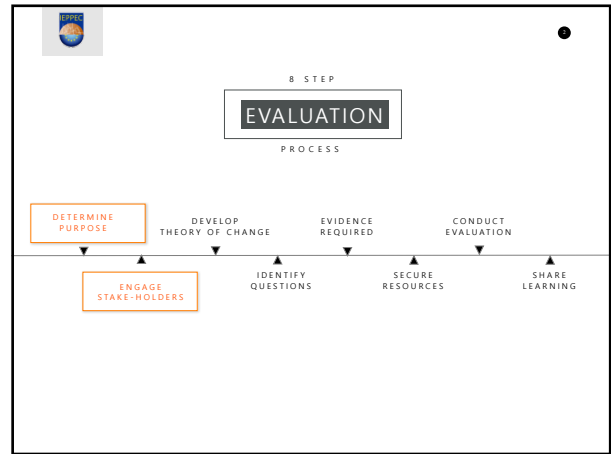 IEPPEC
3
8 STEP
EVALUATION
PROCESS
DETERMINE
PURPOSE
ENGAGE
STAKE-HOLDERS
DEVELOP
THEORY OF CHANGE
IDENTIFY
QUESTIONS
EVIDENCE
REQUIRED
SECURE
RESOURCES
CONDUCT
EVALUATION
SHARE
LEARNING